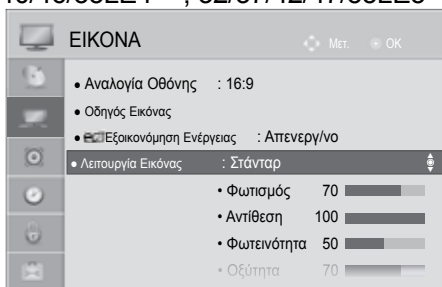 ΕΙΚΟΝΑ
Μετ. OK
• Αναλογία Οθόνης : 16:9
• Οδηγός Εικόνας
• Εξοικονόμηση Ενέργειας : Απενεργ/νο
• Λειτουργία Εικόνας : Στάνταρ
• Φωτισμός 70
• Αντίθεση 100
• Φωτεινότητα 50
• Οξύτητα 70